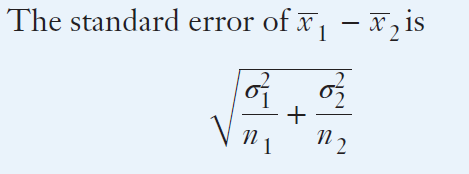 The standard error of x̄₁ − x̄₂ is
√(σ₁²/n₁ + σ₂²/n₂)